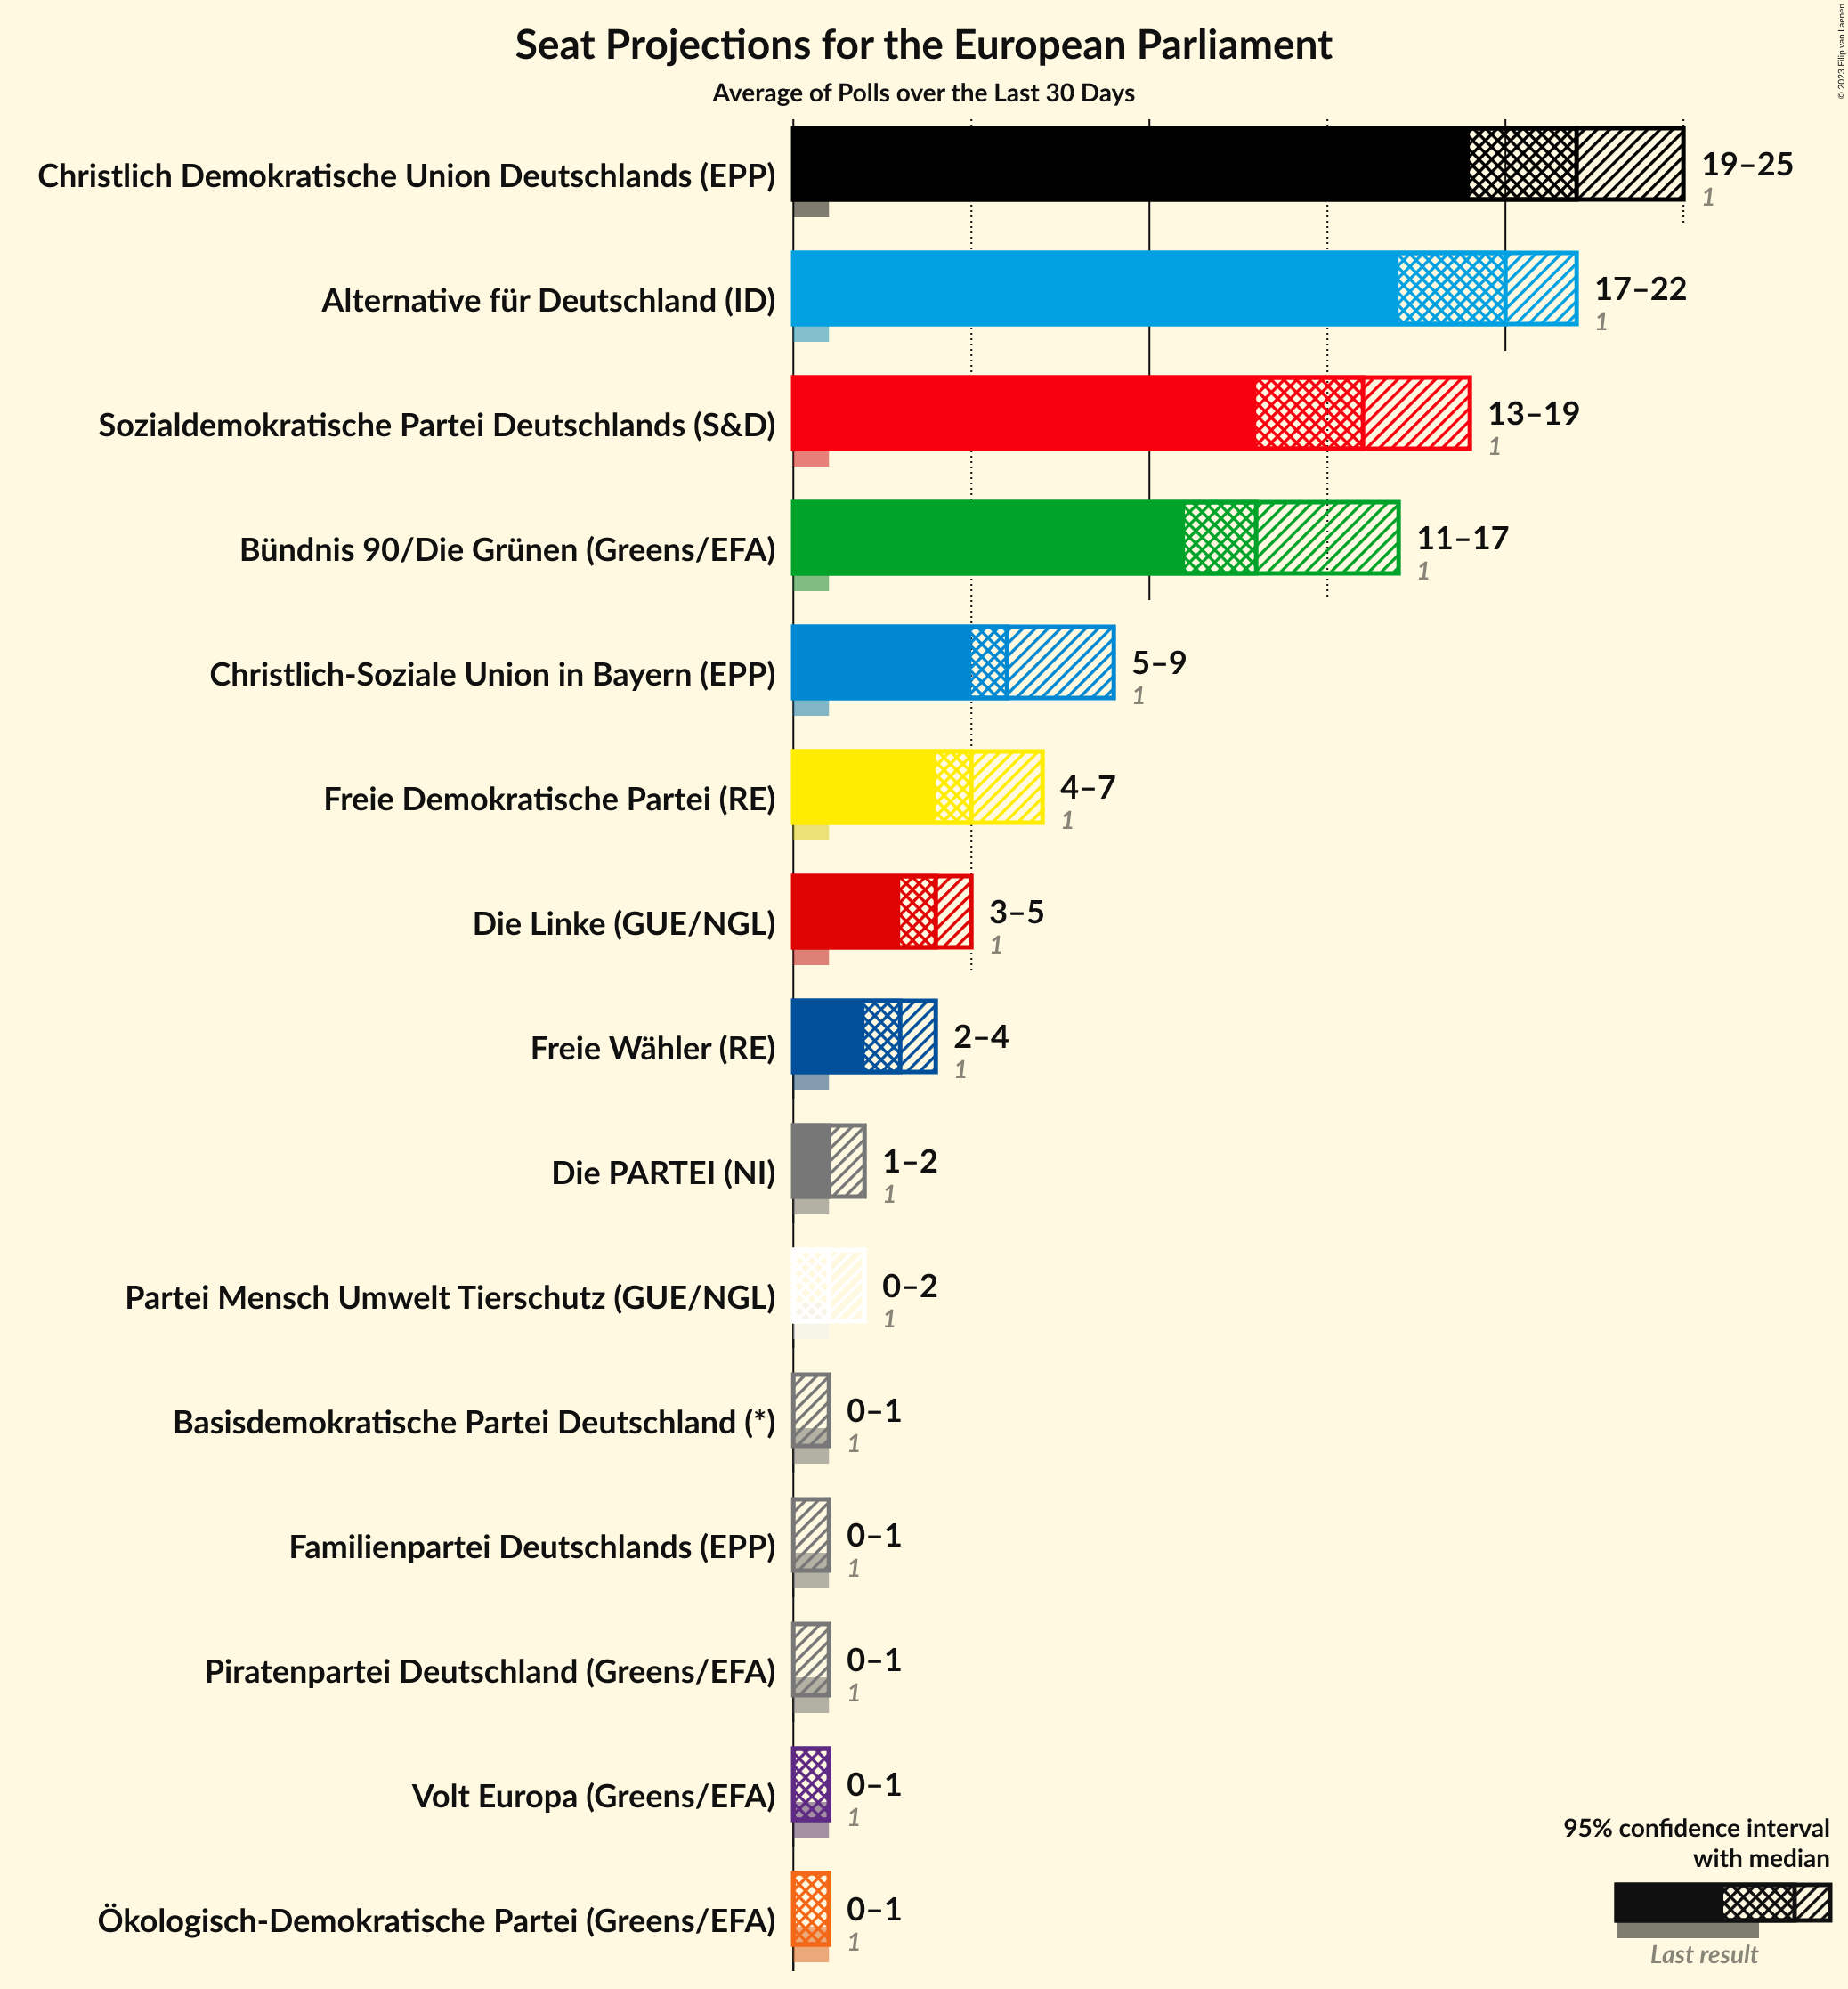 Seat Projections for the European Parliament
Average of Polls over the Last 30 Days
© 2023 Filip van Laenen
Christlich Demokratische Union Deutschlands (EPP) 19–25
1
Alternative für Deutschland (ID) 17–22
1
Sozialdemokratische Partei Deutschlands (S&D) 13–19
1
Bündnis 90/Die Grünen (Greens/EFA) 11–17
1
Christlich-Soziale Union in Bayern (EPP) 5–9
1
Freie Demokratische Partei (RE) 4–7
1
Die Linke (GUE/NGL) 3–5
1
Freie Wähler (RE) 2–4
1
Die PARTEI (NI) 1–2
1
Partei Mensch Umwelt Tierschutz (GUE/NGL) 0–2
1
Basisdemokratische Partei Deutschland (*) 0–1
1
Familienpartei Deutschlands (EPP) 0–1
1
Piratenpartei Deutschland (Greens/EFA) 0–1
1
Volt Europa (Greens/EFA) 0–1
1
Ökologisch-Demokratische Partei (Greens/EFA) 0–1
1
95% confidence interval
with median
Last result